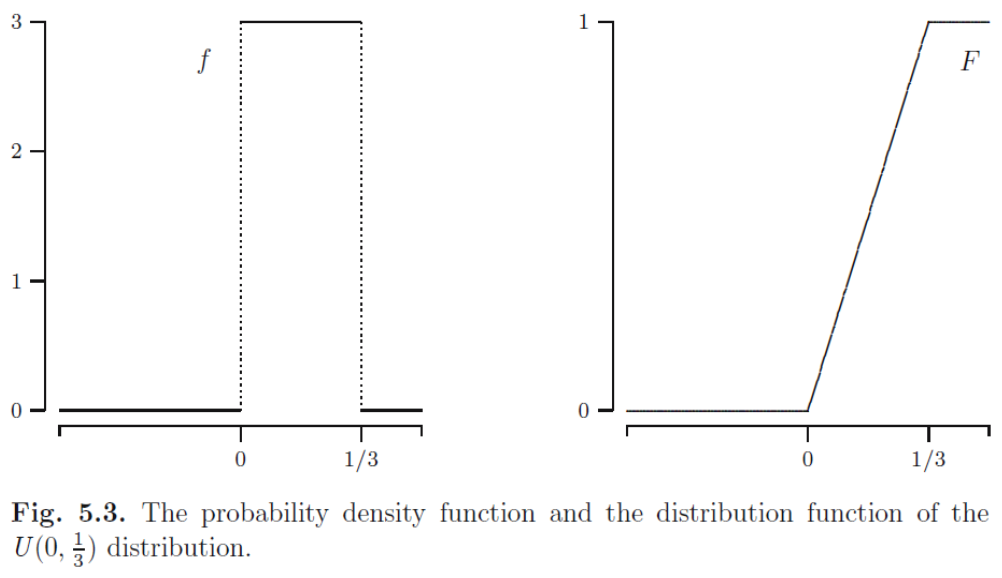 3
f
2
1
0
0
1/3
1
F
0
0
1/3
Fig. 5.3. The probability density function and the distribution function of the
U(0, 1/3) distribution.